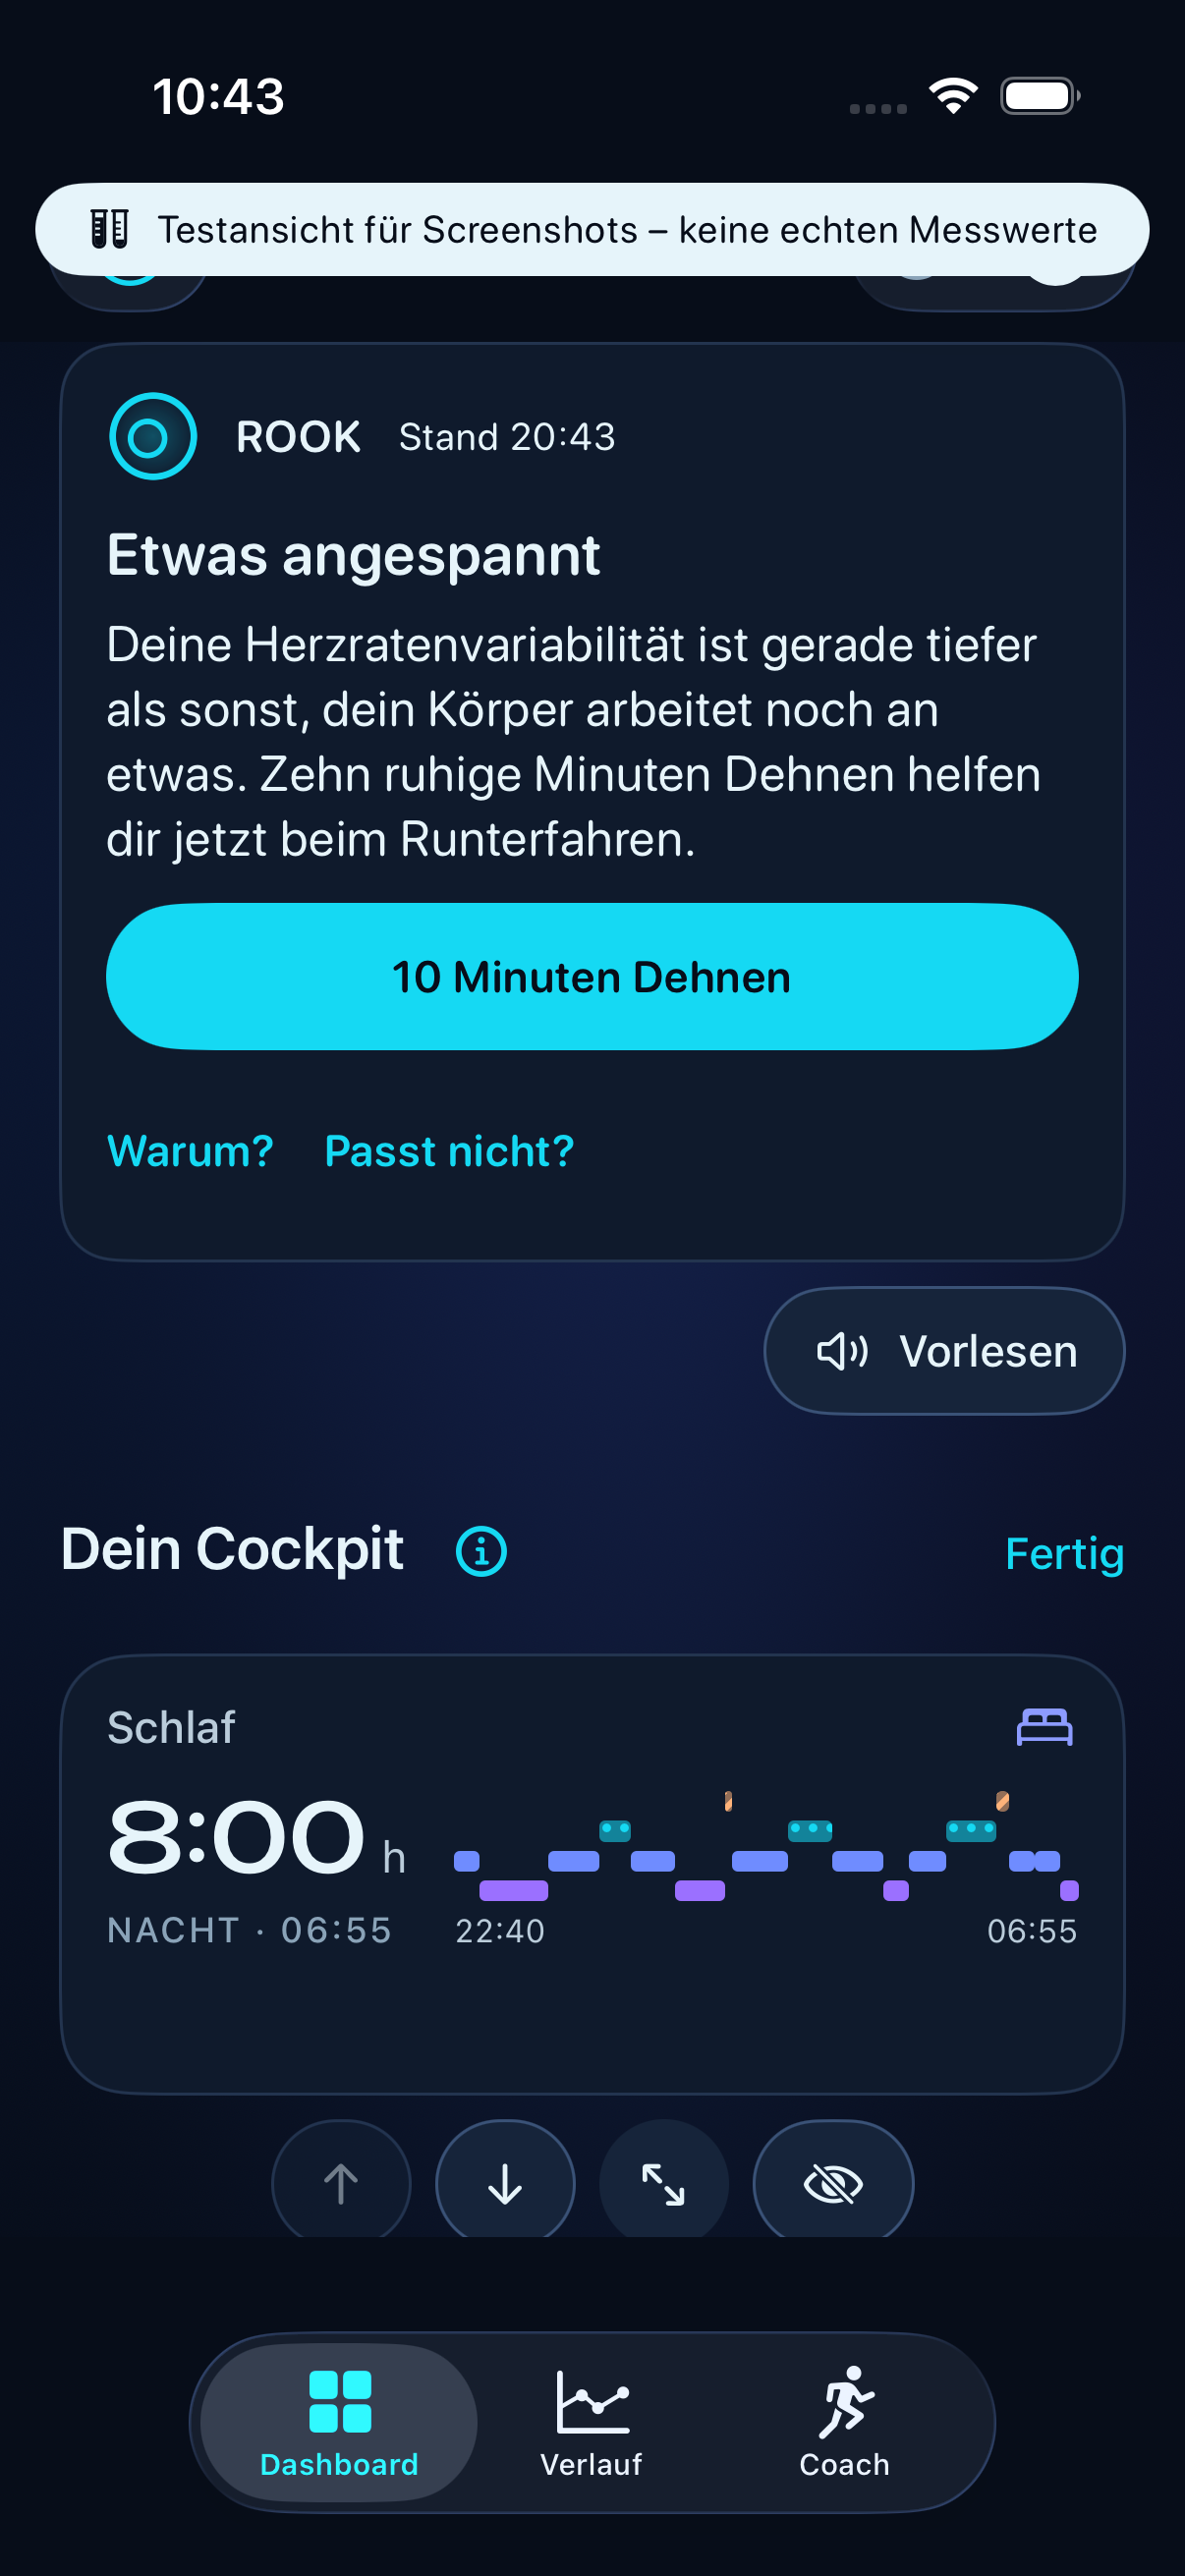 10:43
Testansicht für Screenshots – keine echten Messwerte
ROOK Stand 20:43
Etwas angespannt
Deine Herzratenvariabilität ist gerade tiefer
als sonst, dein Körper arbeitet noch an
etwas. Zehn ruhige Minuten Dehnen helfen
dir jetzt beim Runterfahren.
10 Minuten Dehnen
Warum? Passt nicht?
Vorlesen
Dein Cockpit Fertig
Schlaf
8:00 h
NACHT · 06:55
22:40 06:55
Dashboard Verlauf Coach